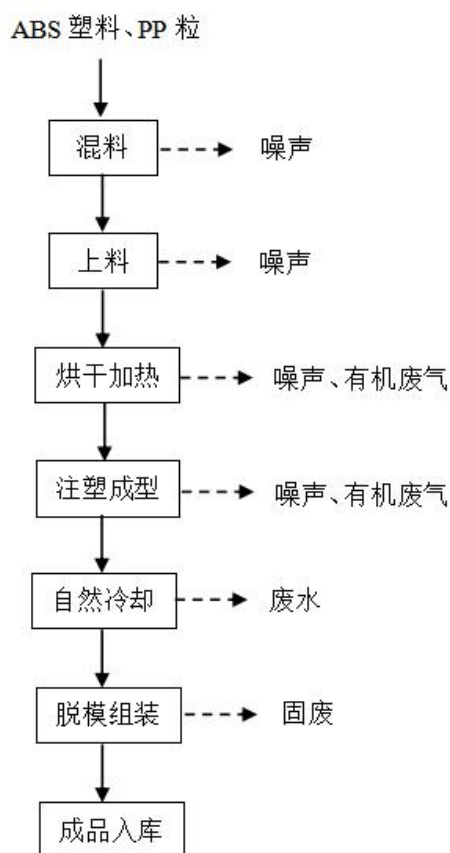 ABS 塑料、PP 粒
混料 噪声
上料 噪声
烘干加热 噪声、有机废气
注塑成型 噪声、有机废气
自然冷却 废水
脱模组装 固废
成品入库